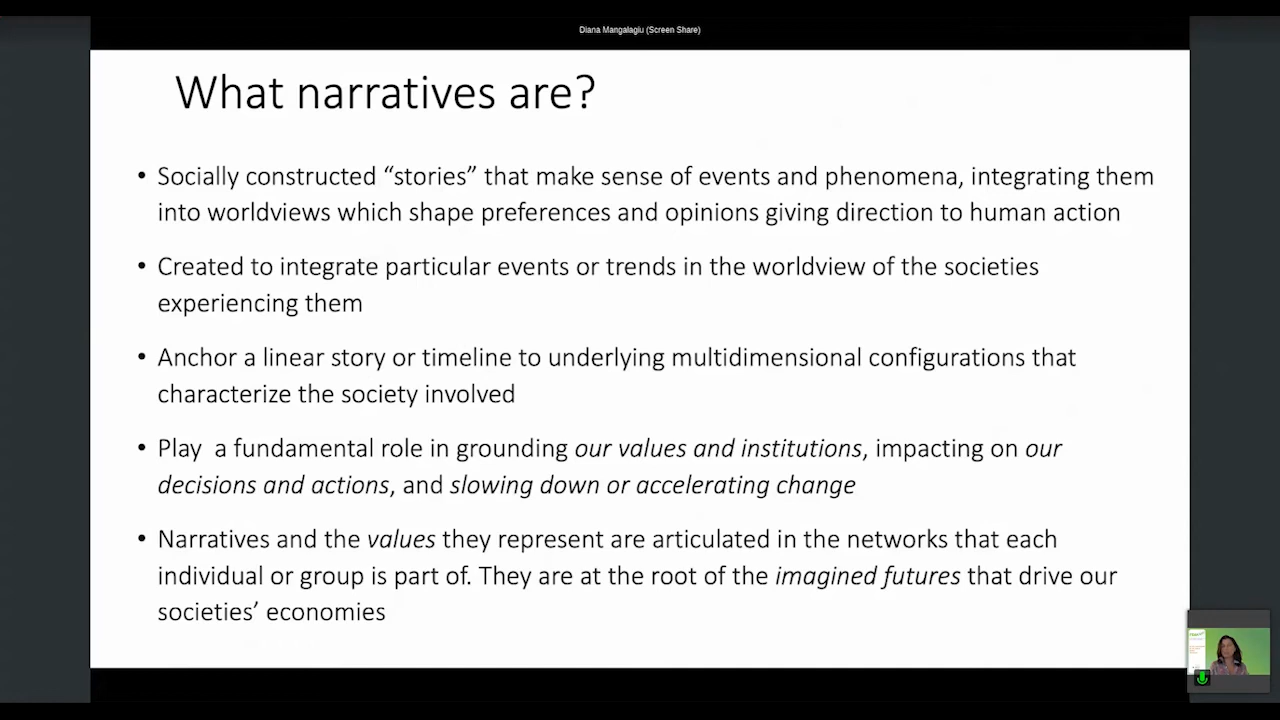 Diana Mangalagiu (Screen Share)
What narratives are?
• Socially constructed “stories” that make sense of events and phenomena, integrating them
into worldviews which shape preferences and opinions giving direction to human action
• Created to integrate particular events or trends in the worldview of the societies
experiencing them
• Anchor a linear story or timeline to underlying multidimensional configurations that
characterize the society involved
• Play  a fundamental role in grounding our values and institutions, impacting on our
decisions and actions, and slowing down or accelerating change
• Narratives and the values they represent are articulated in the networks that each
individual or group is part of. They are at the root of the imagined futures that drive our
societies’ economies